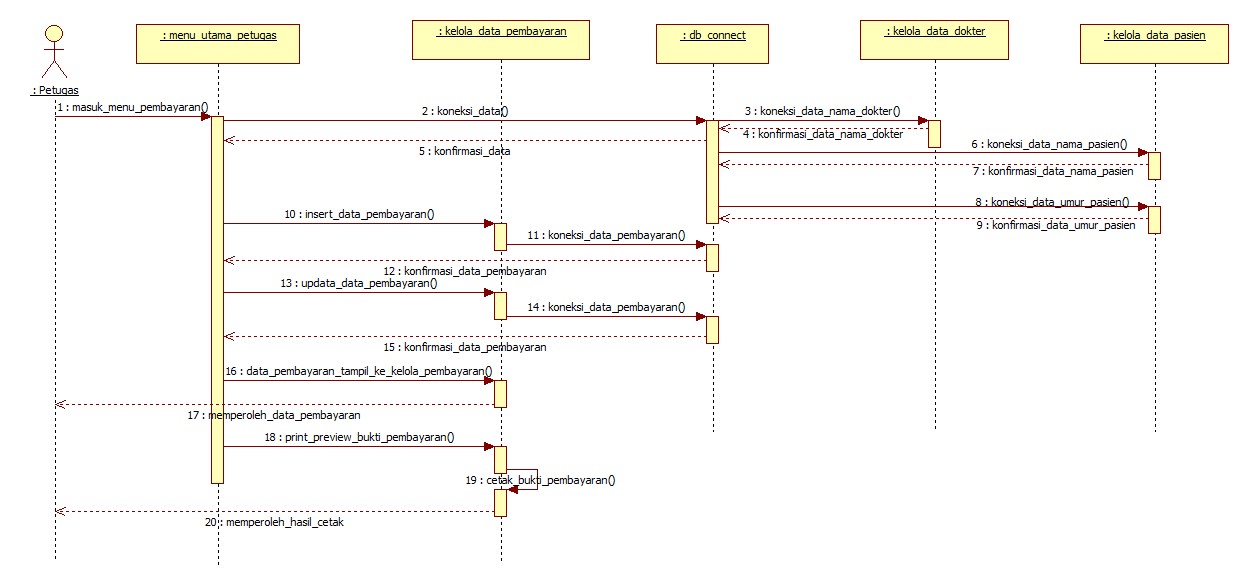 : Petugas
: menu_utama_petugas
: kelola_data_pembayaran
: db_connect
: kelola_data_dokter
: kelola_data_pasien
1 : masuk_menu_pembayaran()
2 : koneksi_data()
3 : koneksi_data_nama_dokter()
4 : konfirmasi_data_nama_dokter
5 : konfirmasi_data
6 : koneksi_data_nama_pasien()
7 : konfirmasi_data_nama_pasien
8 : koneksi_data_umur_pasien()
9 : konfirmasi_data_umur_pasien
10 : insert_data_pembayaran()
11 : koneksi_data_pembayaran()
12 : konfirmasi_data_pembayaran
13 : updata_data_pembayaran()
14 : koneksi_data_pembayaran()
15 : konfirmasi_data_pembayaran
16 : data_pembayaran_tampil_ke_kelola_pembayaran()
17 : memperoleh_data_pembayaran
18 : print_preview_bukti_pembayaran()
19 : cetak_bukti_pembayaran()
20 : memperoleh_hasil_cetak